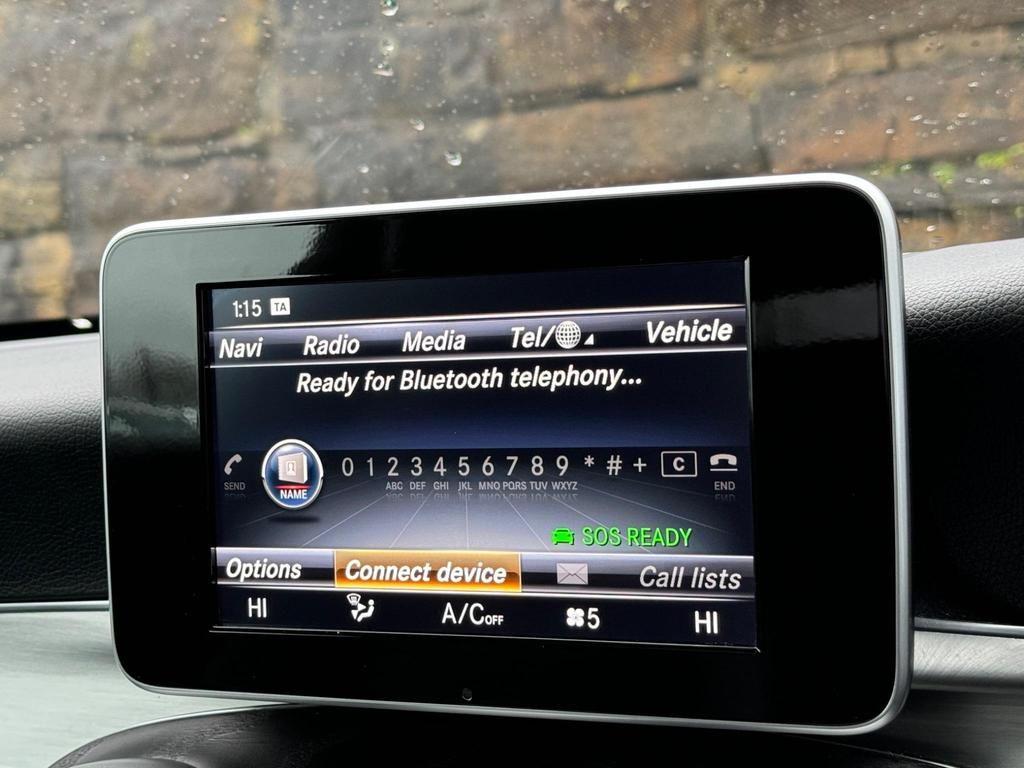 1:15 TA
Navi Radio Media Tel/ Vehicle
Ready for Bluetooth telephony...
0 1 2 3 4 5 6 7 8 9 * # + C
SEND NAME ABC DEF GHI JKL MNO PQRS TUV WXYZ END
SOS READY
Options Connect device Call lists
HI A/C OFF 5 HI